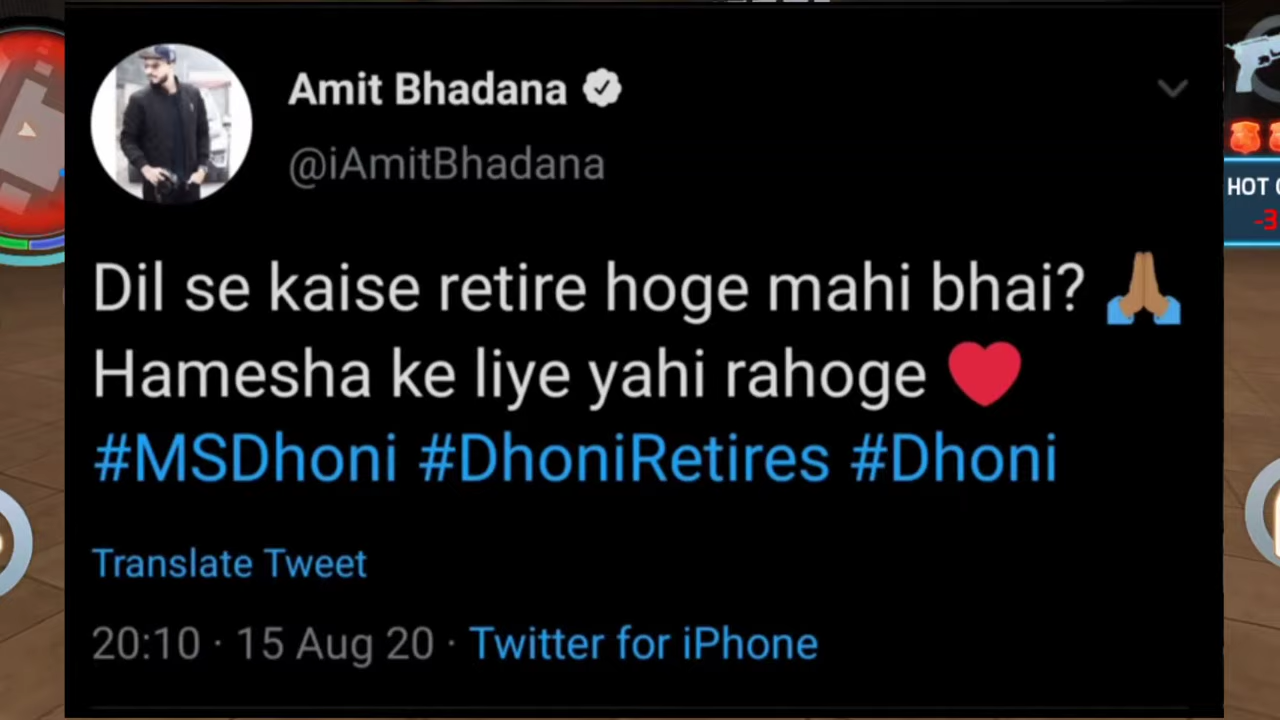 Amit Bhadana
@iAmitBhadana
Dil se kaise retire hoge mahi bhai? 🙏🏽
Hamesha ke liye yahi rahoge ❤️
#MSDhoni #DhoniRetires #Dhoni
Translate Tweet
20:10 · 15 Aug 20 · Twitter for iPhone
HOT
-3